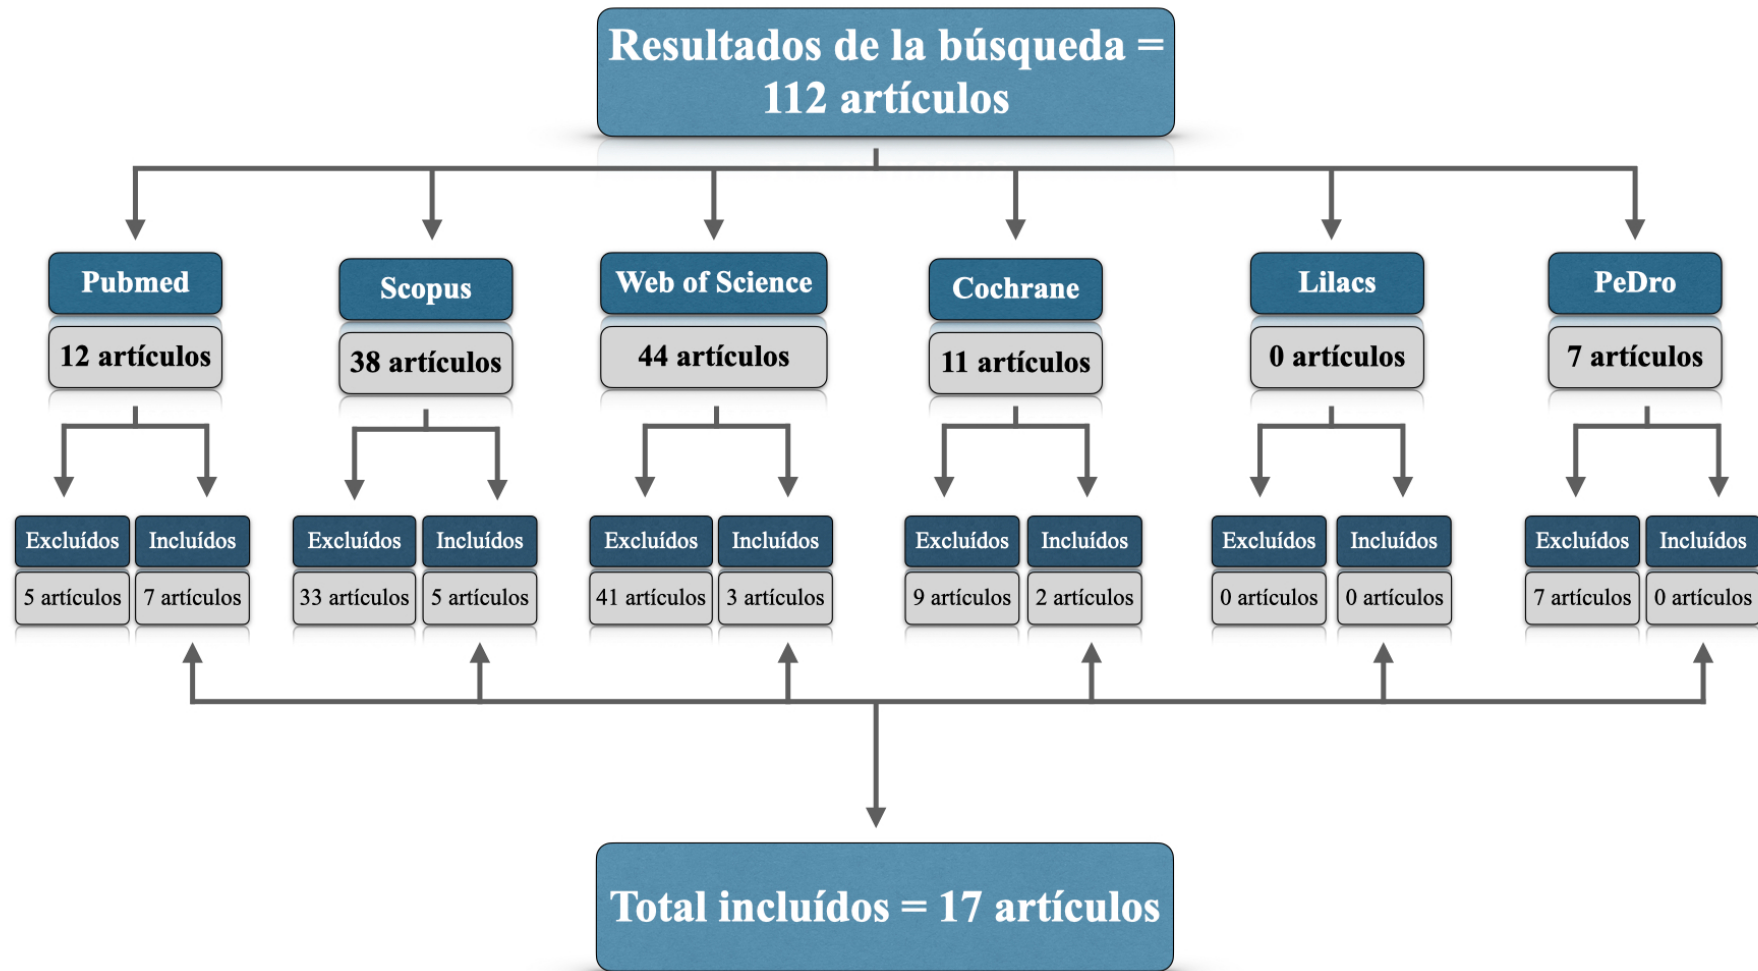 Resultados de la búsqueda =
112 artículos
Pubmed
Scopus
Web of Science
Cochrane
Lilacs
PeDro
12 artículos
38 artículos
44 artículos
11 artículos
0 artículos
7 artículos
Excluídos
Incluídos
Excluídos
Incluídos
Excluídos
Incluídos
Excluídos
Incluídos
Excluídos
Incluídos
Excluídos
Incluídos
5 artículos
7 artículos
33 artículos
5 artículos
41 artículos
3 artículos
9 artículos
2 artículos
0 artículos
0 artículos
7 artículos
0 artículos
Total incluídos = 17 artículos